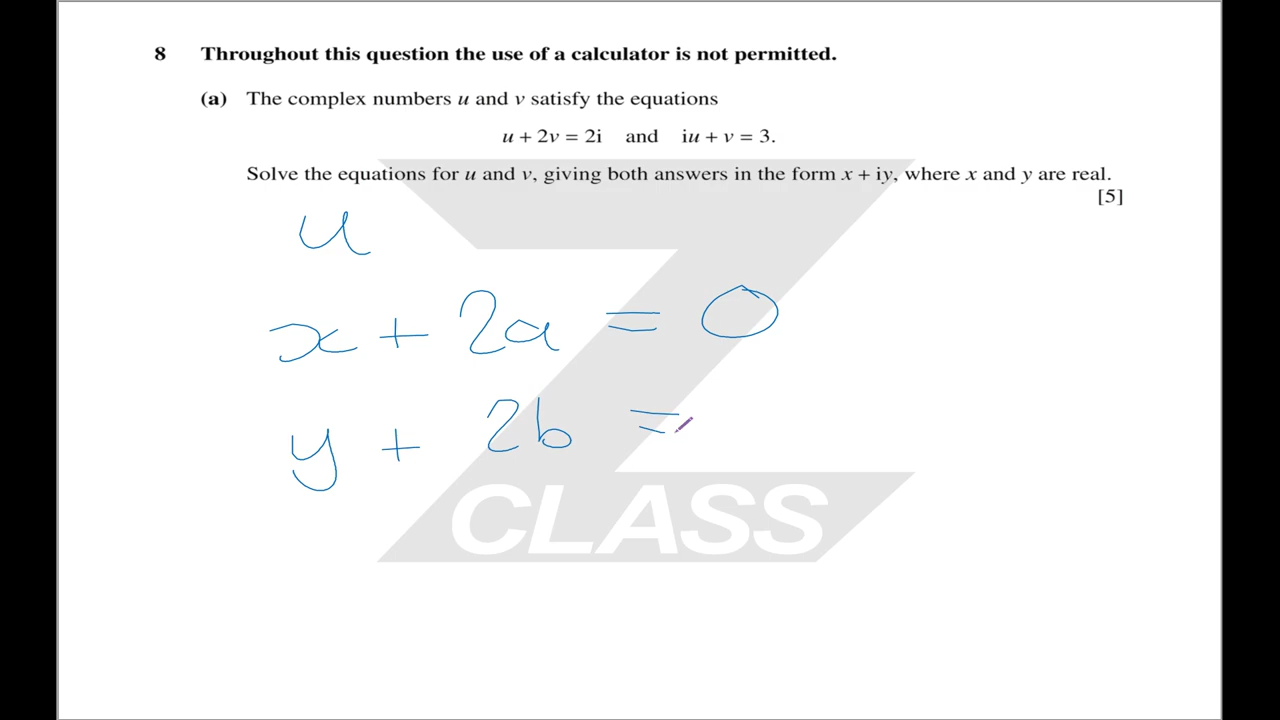 8 Throughout this question the use of a calculator is not permitted.
(a) The complex numbers u and v satisfy the equations
u + 2v = 2i and iu + v = 3.
Solve the equations for u and v, giving both answers in the form x + iy, where x and y are real.
[5]
u
x + 2a = 0
y + 2b =
CLASS